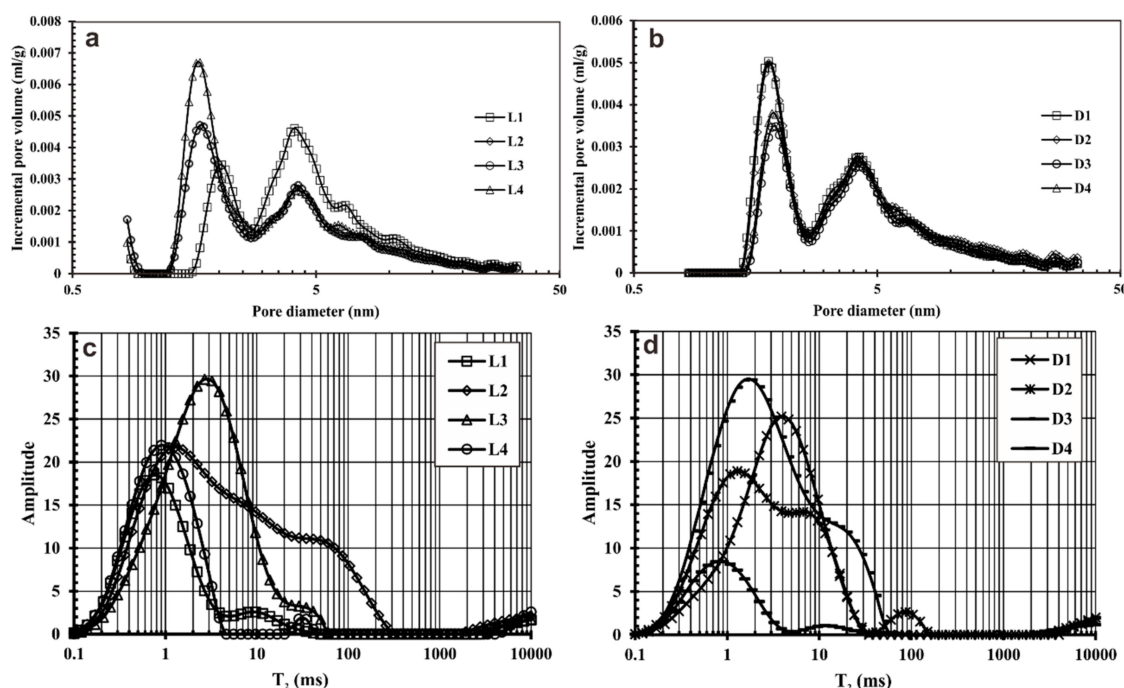 a
0.008
0.007
0.006
0.005
0.004
0.003
0.002
0.001
0
Incremental pore volume (ml/g)
L1
L2
L3
L4
0.5
5
50
Pore diameter (nm)
b
0.006
0.005
0.004
0.003
0.002
0.001
0
Incremental pore volume (ml/g)
D1
D2
D3
D4
0.5
5
50
Pore diameter (nm)
c
35
30
25
20
15
10
5
0
Amplitude
L1
L2
L3
L4
0.1
1
10
100
1000
10000
T₂ (ms)
d
35
30
25
20
15
10
5
0
Amplitude
D1
D2
D3
D4
0.1
1
10
100
1000
10000
T₂ (ms)